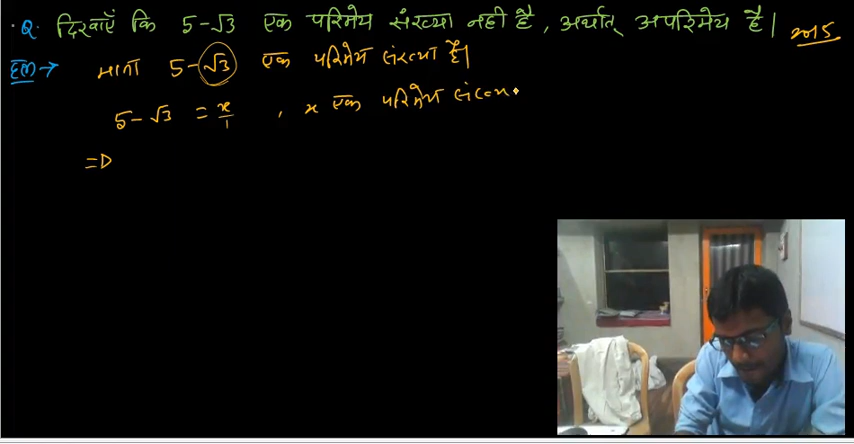 Q. दिखाएँ कि 5-√3 एक परिमेय संख्या नही है, अर्थात् अपरिमेय है। 2015
हल→ माना 5-√3 एक परिमेय संख्या है।
5-√3 = x/1 , x एक परिमेय संख्य
=>